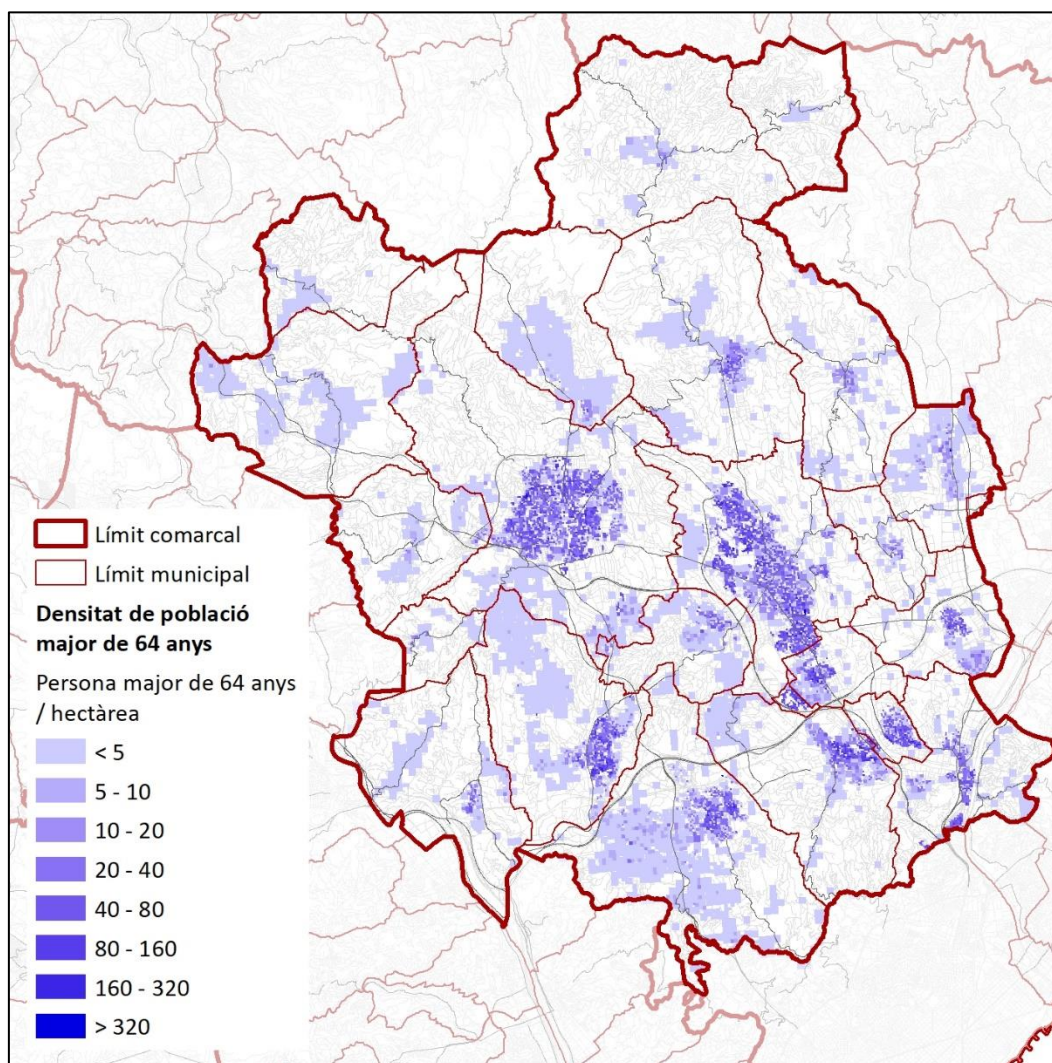 Límit comarcal
Límit municipal
Densitat de població
major de 64 anys
Persona major de 64 anys
/ hectàrea
< 5
5 - 10
10 - 20
20 - 40
40 - 80
80 - 160
160 - 320
> 320